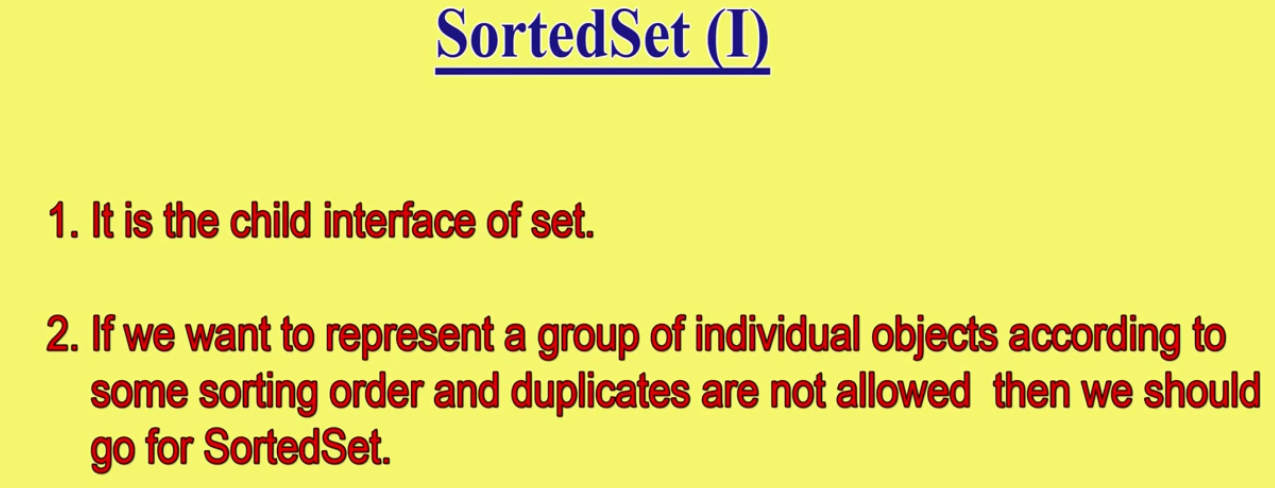 SortedSet (I)
1. It is the child interface of set.
2. If we want to represent a group of individual objects according to
some sorting order and duplicates are not allowed then we should
go for SortedSet.